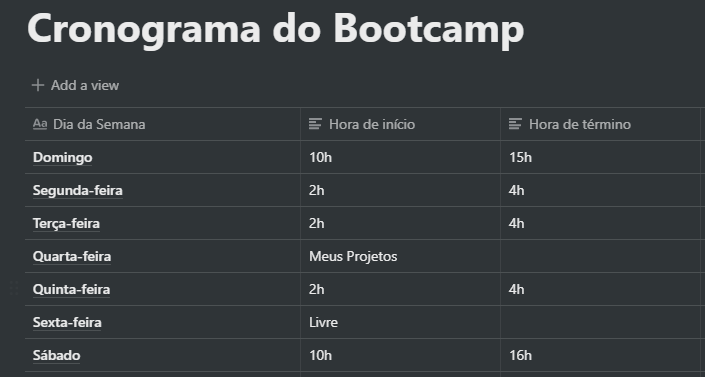 Cronograma do Bootcamp
+ Add a view
Aa Dia da Semana Hora de início Hora de término
Domingo 10h 15h
Segunda-feira 2h 4h
Terça-feira 2h 4h
Quarta-feira Meus Projetos
Quinta-feira 2h 4h
Sexta-feira Livre
Sábado 10h 16h